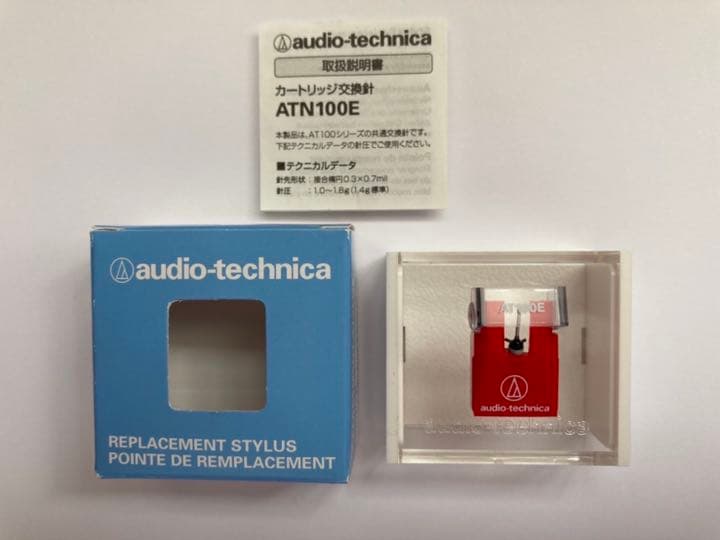 audio-technica
取扱説明書
カートリッジ交換針
ATN100E
本製品は、AT100シリーズの共通交換針です。
下記テクニカルデータの針圧でご使用ください。
■テクニカルデータ
針先形状 : 接合楕円0.3×0.7mil
針圧 : 1.0～1.8g(1.4g標準)
audio-technica
REPLACEMENT STYLUS
POINTE DE REMPLACEMENT
AT100E
audio-technica
audio-technica